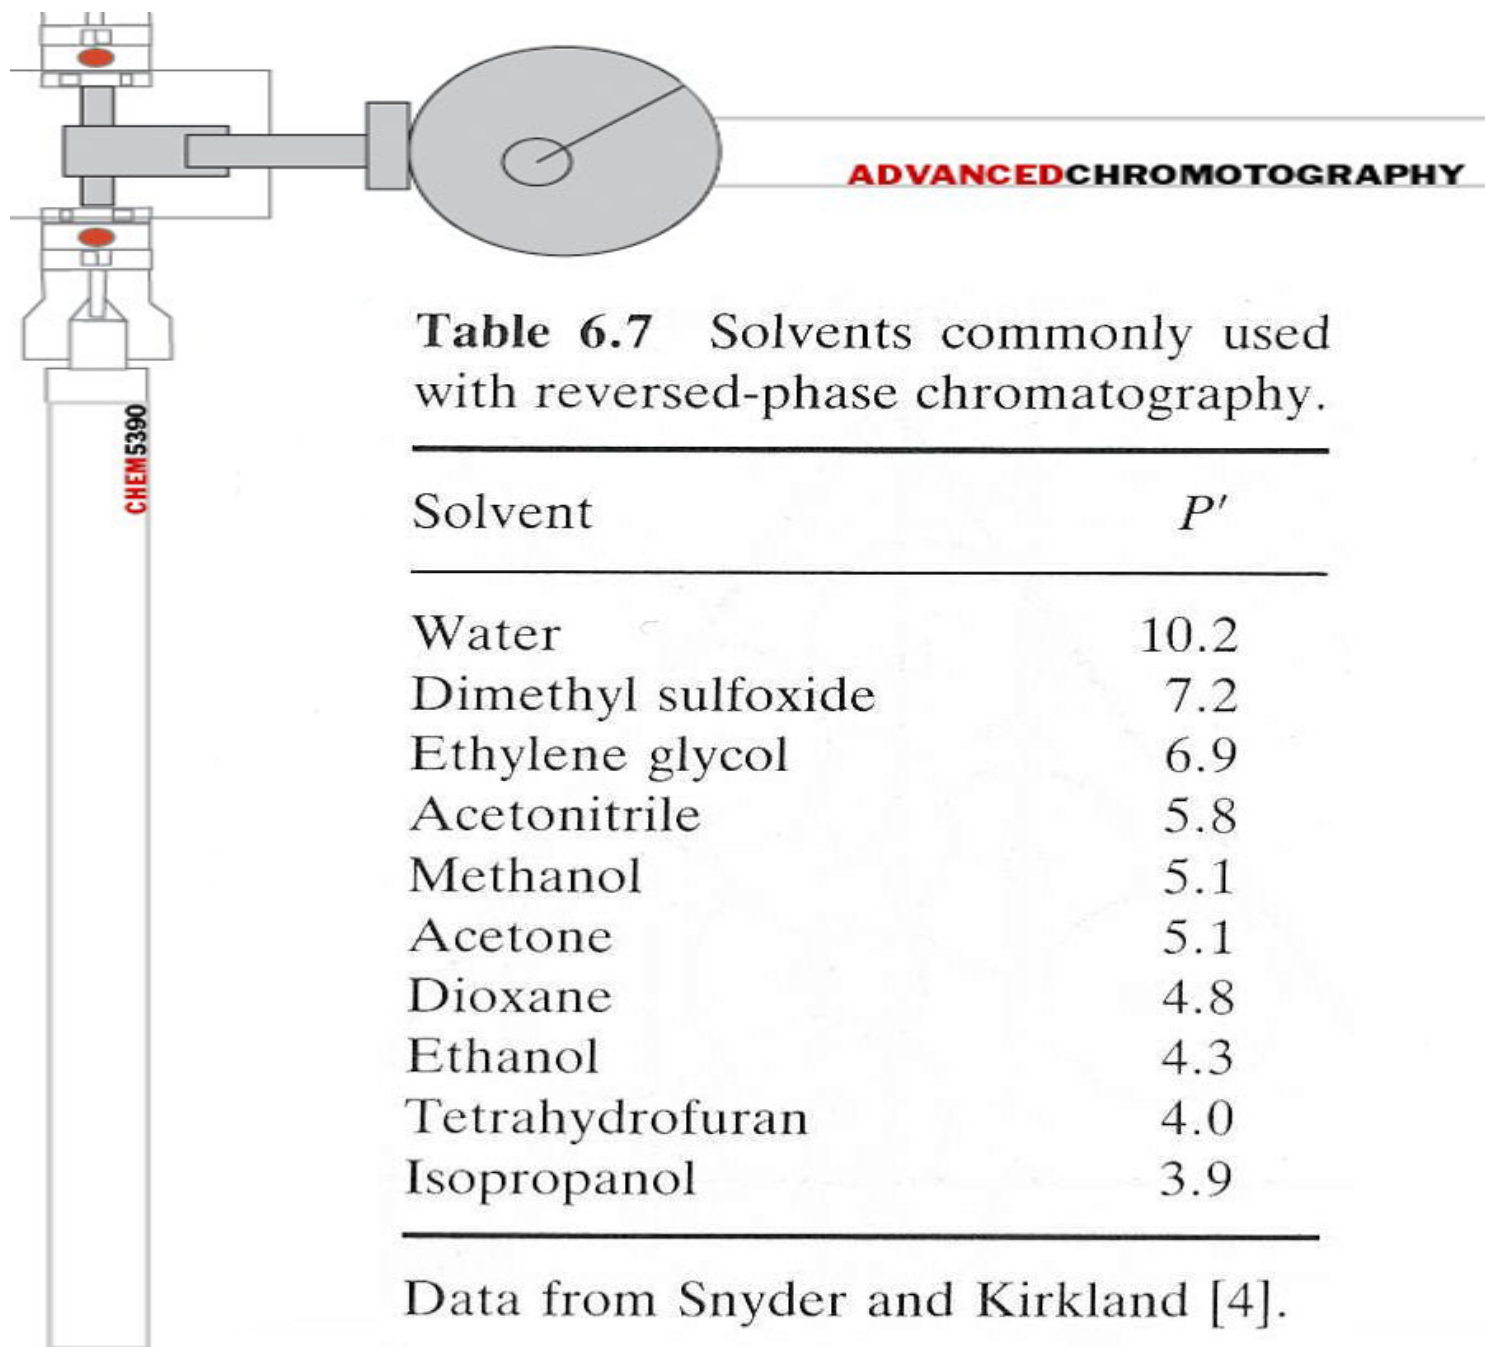 ADVANCEDCHROMOTOGRAPHY
CHEM5390
Table 6.7 Solvents commonly used
with reversed-phase chromatography.
Solvent P′
Water 10.2
Dimethyl sulfoxide 7.2
Ethylene glycol 6.9
Acetonitrile 5.8
Methanol 5.1
Acetone 5.1
Dioxane 4.8
Ethanol 4.3
Tetrahydrofuran 4.0
Isopropanol 3.9
Data from Snyder and Kirkland [4].